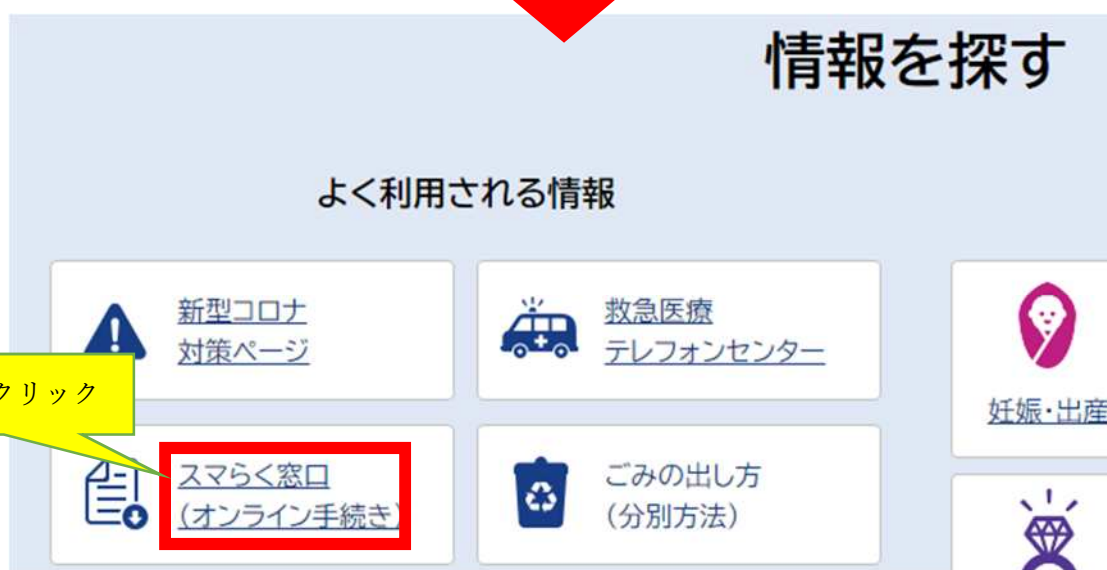 情報を探す
よく利用される情報
新型コロナ
対策ページ
救急医療
テレフォンセンター
妊娠・出産
クリック
スマらく窓口
(オンライン手続き)
ごみの出し方
(分別方法)